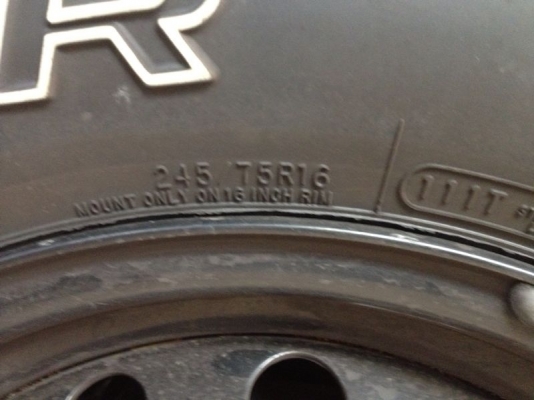 R
245 75R16
MOUNT ONLY ON 16 INCH RIM
111T